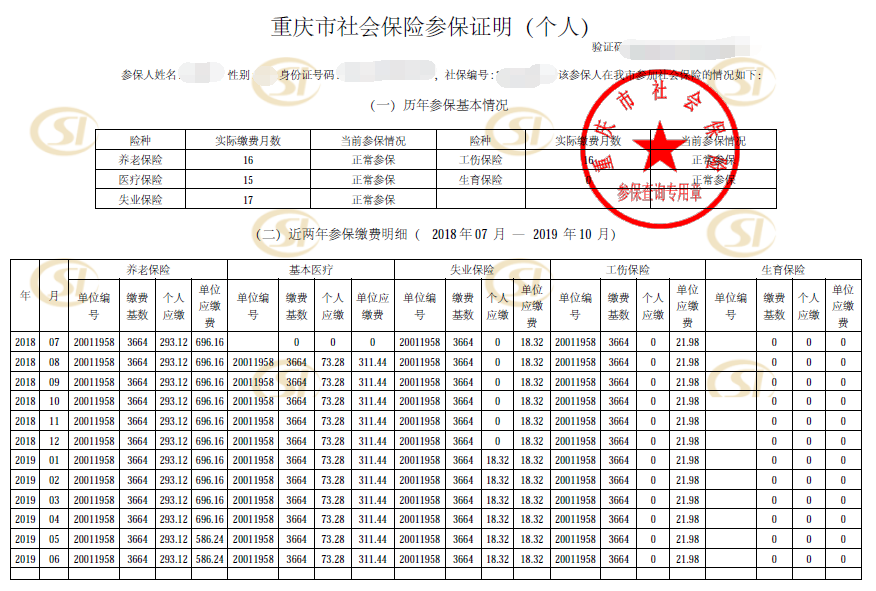 重庆市社会保险参保证明（个人）
验证码
参保人姓名: 性别 身份证号码: ，社保编号: 该参保人在我市参加社会保险的情况如下:
（一）历年参保基本情况
险种 实际缴费月数 当前参保情况 险种 实际缴费月数 当前参保情况
养老保险 16 正常参保 工伤保险 16 正常参保
医疗保险 15 正常参保 生育保险 0 正常参保
失业保险 17 正常参保
重庆市社会保险
参保查询专用章
（二）近两年参保缴费明细（ 2018年07 月 — 2019 年10 月）
年 月 养老保险 基本医疗 失业保险 工伤保险 生育保险
单位编号 缴费基数 个人应缴 单位应缴费 单位编号 缴费基数 个人应缴 单位应缴费 单位编号 缴费基数 个人应缴 单位应缴费 单位编号 缴费基数 个人应缴 单位应缴费 单位编号 缴费基数 个人应缴 单位应缴费
2018 07 20011958 3664 293.12 696.16 0 0 0 20011958 3664 0 18.32 20011958 3664 0 21.98 0 0 0
2018 08 20011958 3664 293.12 696.16 20011958 3664 73.28 311.44 20011958 3664 0 18.32 20011958 3664 0 21.98 0 0 0
2018 09 20011958 3664 293.12 696.16 20011958 3664 73.28 311.44 20011958 3664 0 18.32 20011958 3664 0 21.98 0 0 0
2018 10 20011958 3664 293.12 696.16 20011958 3664 73.28 311.44 20011958 3664 0 18.32 20011958 3664 0 21.98 0 0 0
2018 11 20011958 3664 293.12 696.16 20011958 3664 73.28 311.44 20011958 3664 0 18.32 20011958 3664 0 21.98 0 0 0
2018 12 20011958 3664 293.12 696.16 20011958 3664 73.28 311.44 20011958 3664 0 18.32 20011958 3664 0 21.98 0 0 0
2019 01 20011958 3664 293.12 696.16 20011958 3664 73.28 311.44 20011958 3664 18.32 18.32 20011958 3664 0 21.98 0 0 0
2019 02 20011958 3664 293.12 696.16 20011958 3664 73.28 311.44 20011958 3664 18.32 18.32 20011958 3664 0 21.98 0 0 0
2019 03 20011958 3664 293.12 696.16 20011958 3664 73.28 311.44 20011958 3664 18.32 18.32 20011958 3664 0 21.98 0 0 0
2019 04 20011958 3664 293.12 696.16 20011958 3664 73.28 311.44 20011958 3664 18.32 18.32 20011958 3664 0 21.98 0 0 0
2019 05 20011958 3664 293.12 586.24 20011958 3664 73.28 311.44 20011958 3664 18.32 18.32 20011958 3664 0 21.98 0 0 0
2019 06 20011958 3664 293.12 586.24 20011958 3664 73.28 311.44 20011958 3664 18.32 18.32 20011958 3664 0 21.98 0 0 0